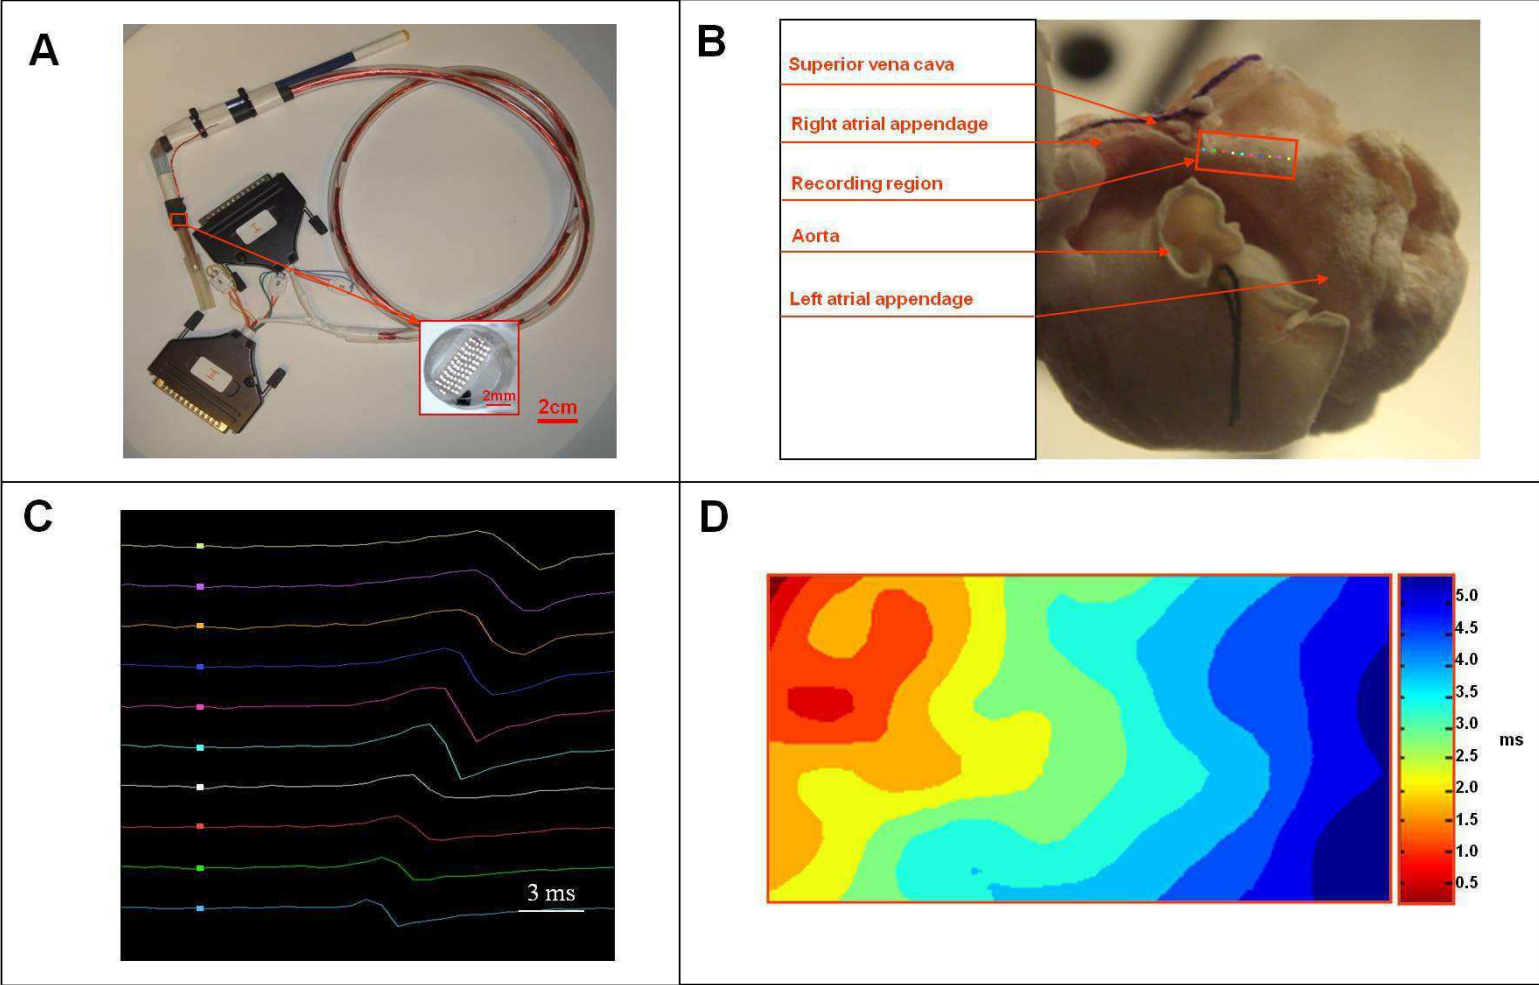 A
I
II
2mm
2cm
B
Superior vena cava
Right atrial appendage
Recording region
Aorta
Left atrial appendage
C
3 ms
D
5.0
4.5
4.0
3.5
3.0
2.5
2.0
1.5
1.0
0.5
ms